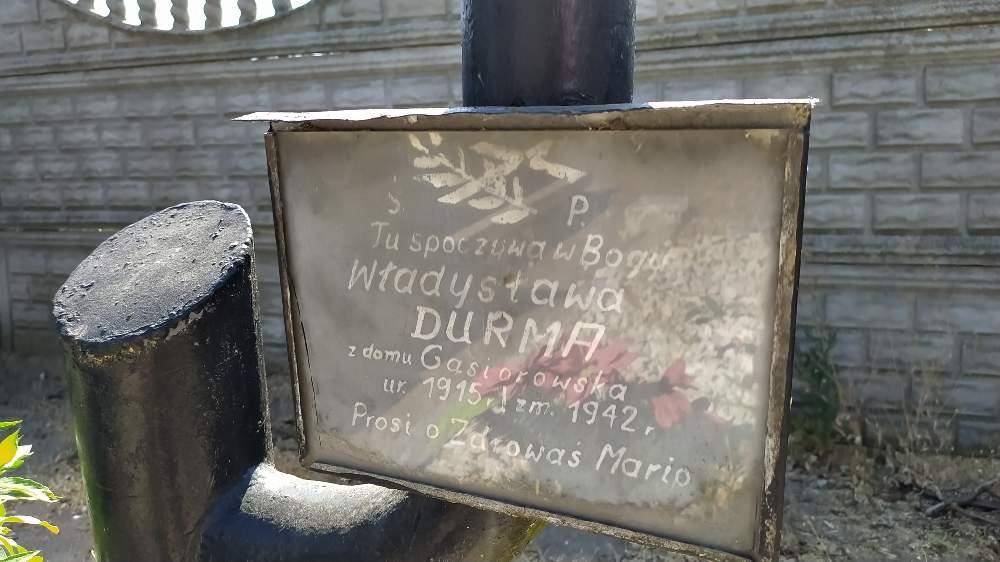 Ś. P.
Tu spoczywa w Bogu
Władysława
DURMA
z domu Gąsiorowska
ur. 1915. i zm. 1942 r.
Prosi o Zdrowaś Mario